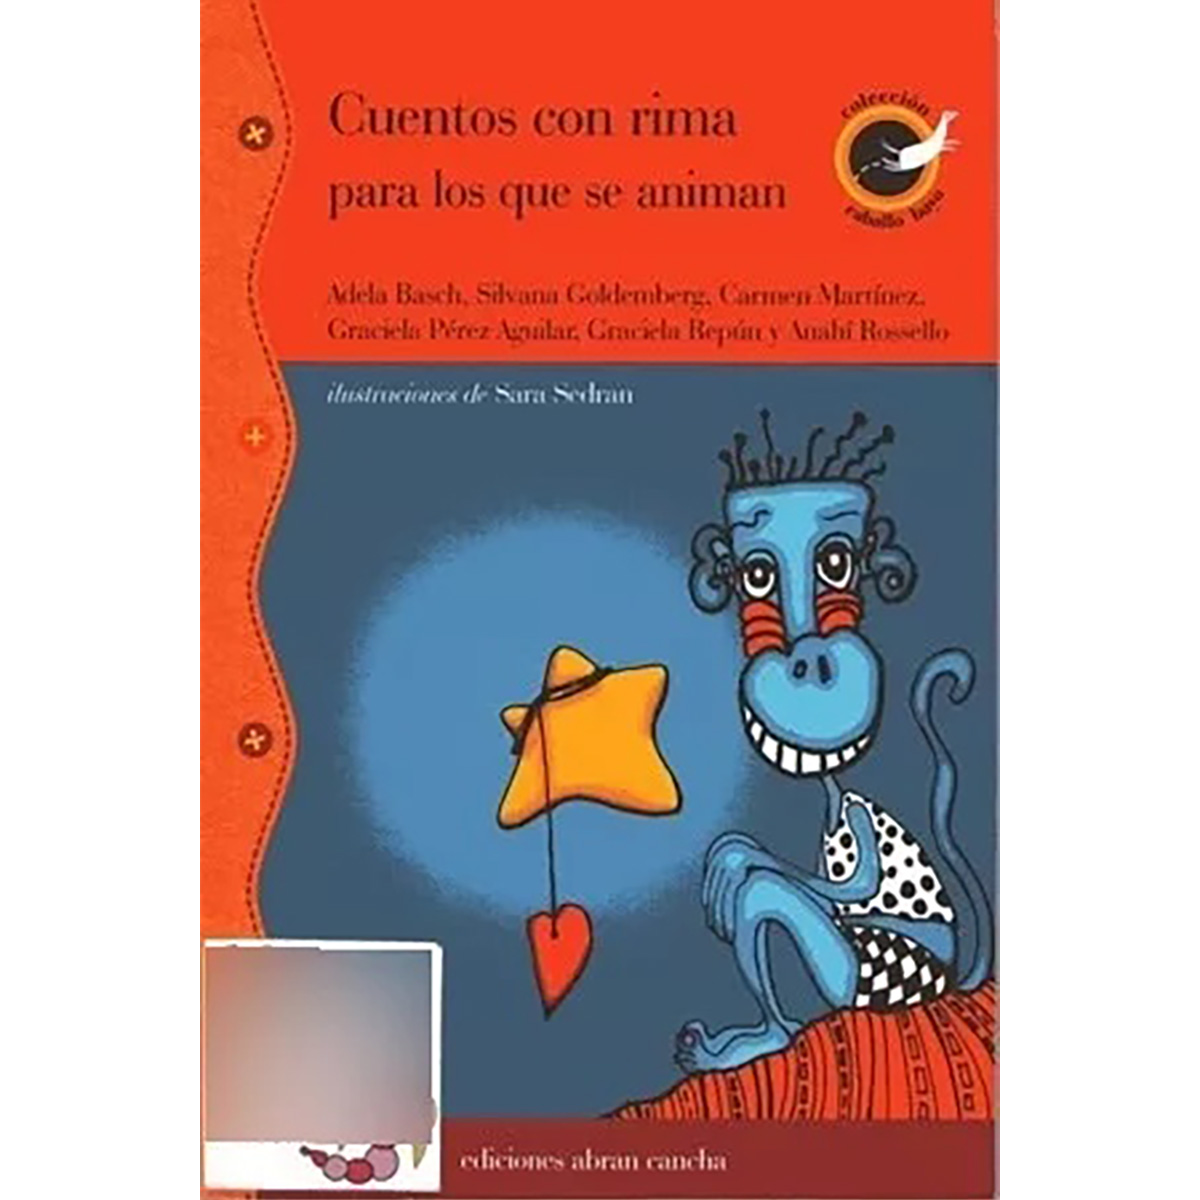 Cuentos con rima
para los que se animan
colección
caballo bayo
Adela Basch, Silvana Goldemberg, Carmen Martínez,
Graciela Pérez Aguilar, Graciela Repún y Anahí Rossello
ilustraciones de Sara Sedran
ediciones abran cancha